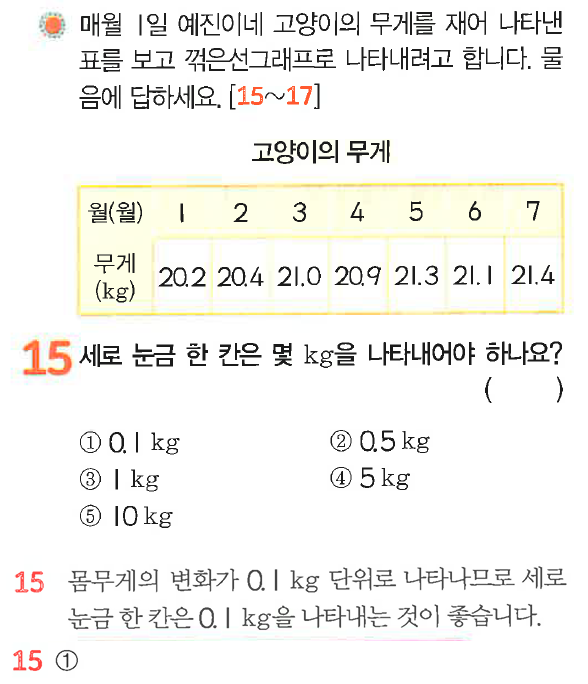 매월 1일 예진이네 고양이의 무게를 재어 나타낸
표를 보고 꺾은선그래프로 나타내려고 합니다. 물
음에 답하세요. [15~17]
고양이의 무게
월(월) 1 2 3 4 5 6 7
무게
(kg) 20.2 20.4 21.0 20.9 21.3 21.1 21.4
15 세로 눈금 한 칸은 몇 kg을 나타내어야 하나요?
( )
① 0.1 kg ② 0.5 kg
③ 1 kg ④ 5 kg
⑤ 10 kg
15 몸무게의 변화가 0.1 kg 단위로 나타나므로 세로
눈금 한 칸은 0.1 kg을 나타내는 것이 좋습니다.
15 ①